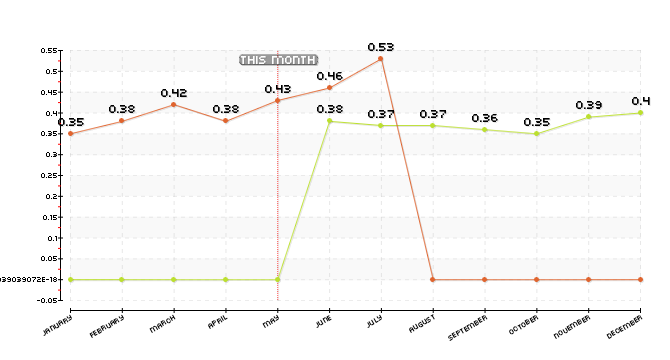 THIS MONTH
0.53
0.46
0.43
0.42
0.38
0.38
0.35
0.38
0.37
0.37
0.36
0.35
0.39
0.4
0.55
0.5
0.45
0.4
0.35
0.3
0.25
0.2
0.15
0.1
0.05
39039072E-18
-0.05
JANUARY
FEBRUARY
MARCH
APRIL
MAY
JUNE
JULY
AUGUST
SEPTEMBER
OCTOBER
NOVEMBER
DECEMBER